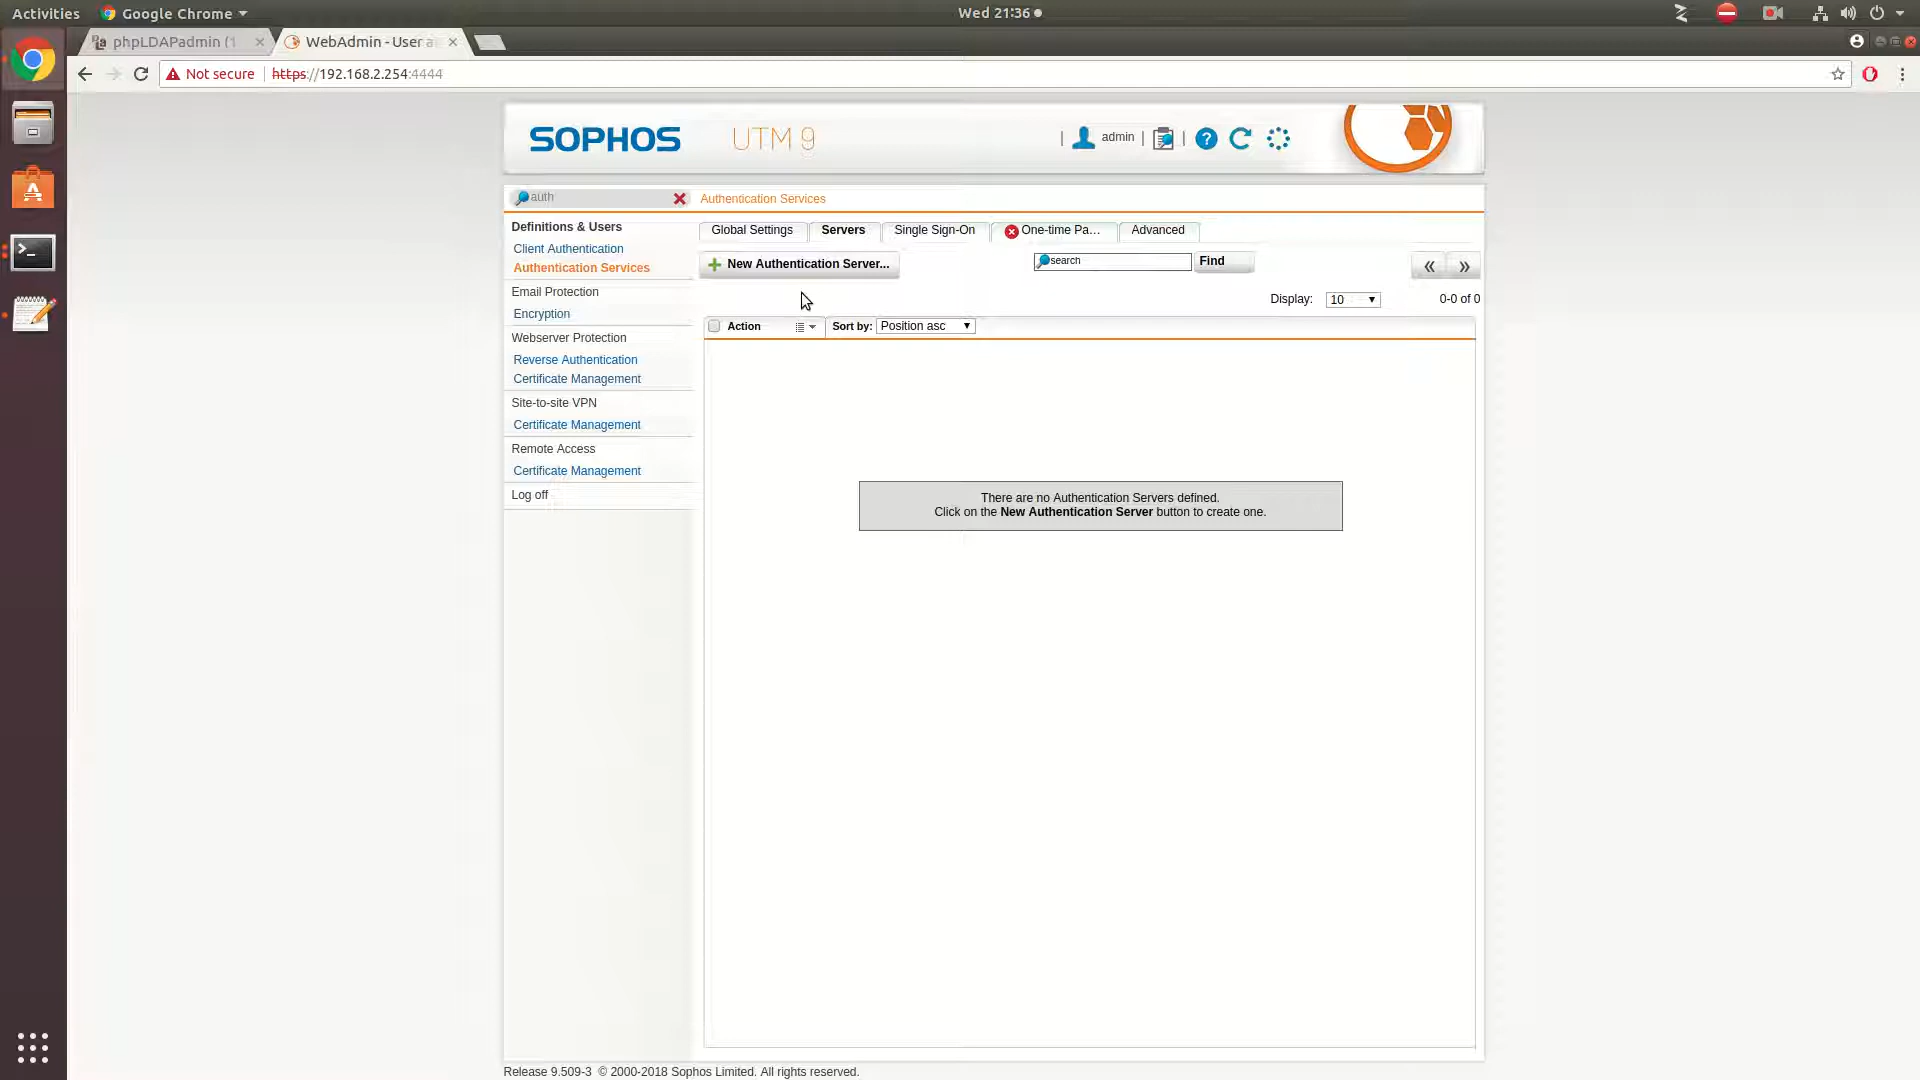 Activities
Google Chrome
Wed 21:36
phpLDAPadmin (1
WebAdmin - User a
Not secure
https://192.168.2.254:4444
SOPHOS
UTM 9
admin
auth
Authentication Services
Definitions & Users
Client Authentication
Authentication Services
Email Protection
Encryption
Webserver Protection
Reverse Authentication
Certificate Management
Site-to-site VPN
Certificate Management
Remote Access
Certificate Management
Log off
Global Settings
Servers
Single Sign-On
One-time Pa...
Advanced
New Authentication Server...
search
Find
Display:
10
0-0 of 0
Action
Sort by:
Position asc
There are no Authentication Servers defined.
Click on the New Authentication Server button to create one.
Release 9.509-3 © 2000-2018 Sophos Limited. All rights reserved.